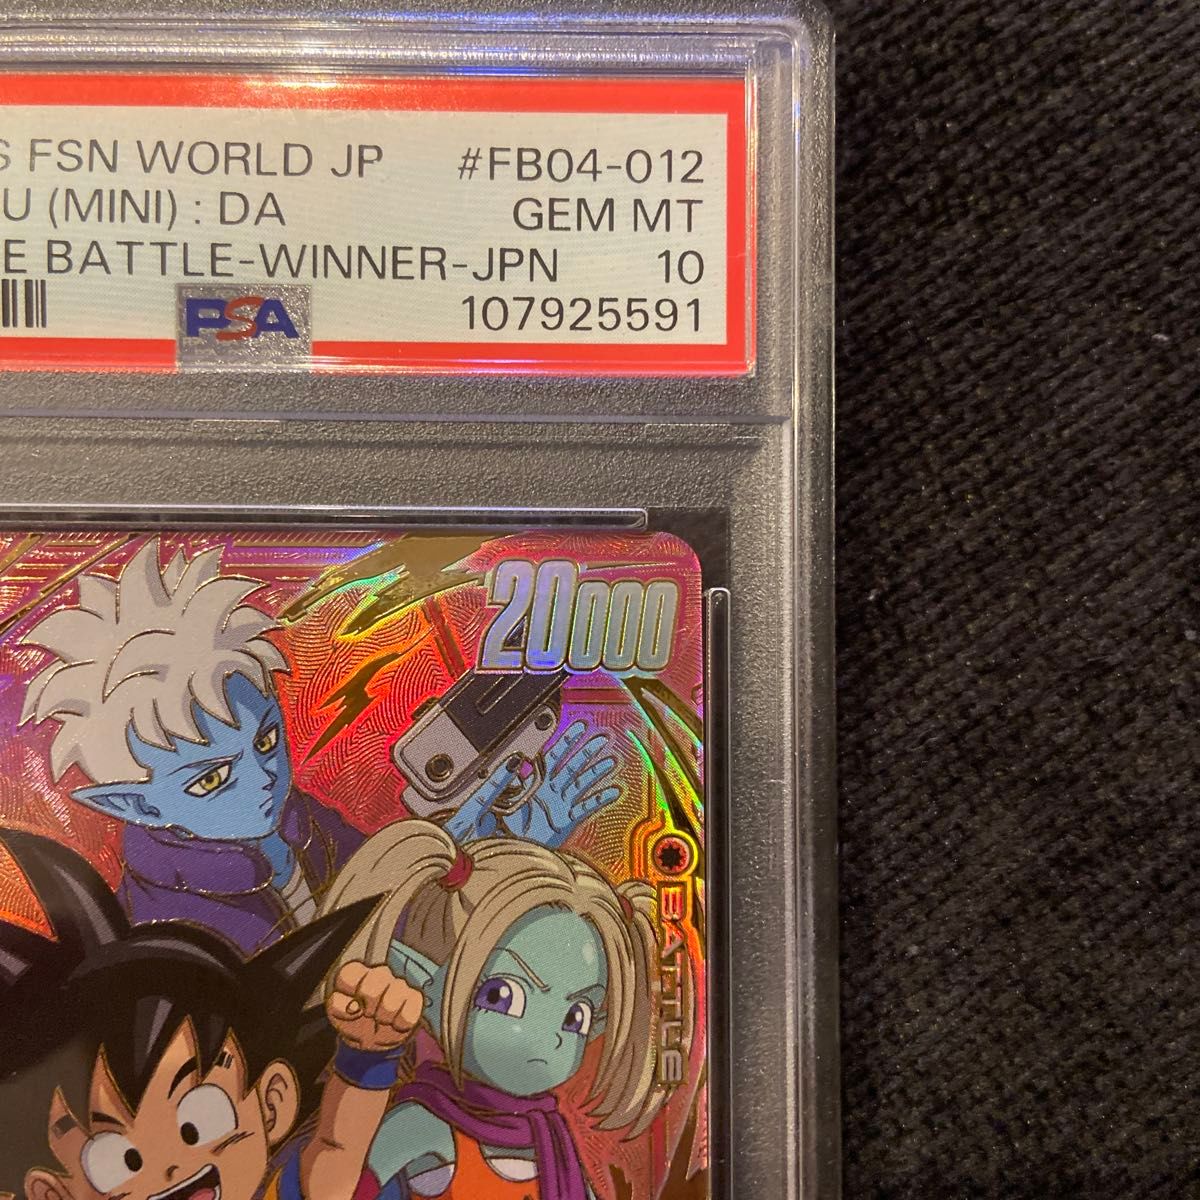 S FSN WORLD JP #FB04-012
U (MINI) : DA GEM MT
E BATTLE-WINNER-JPN 10
PSA 107925591
20000
BATTLE